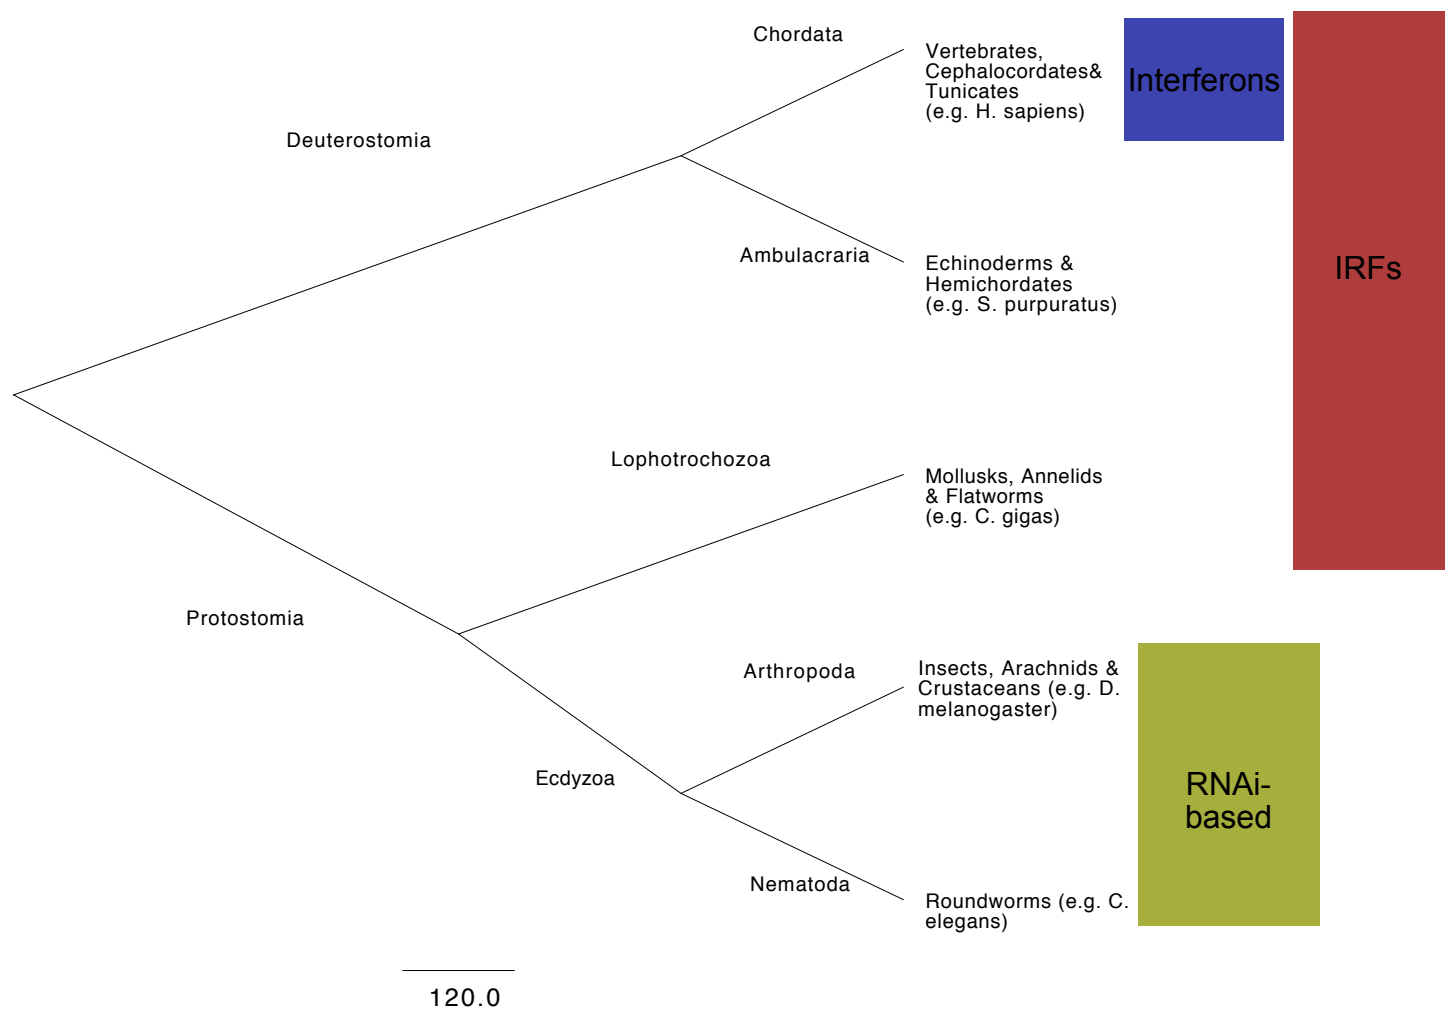 Chordata
Vertebrates,
Cephalocordates&
Tunicates
(e.g. H. sapiens)
Interferons
Deuterostomia
Ambulacraria
Echinoderms &
Hemichordates
(e.g. S. purpuratus)
IRFs
Lophotrochozoa
Mollusks, Annelids
& Flatworms
(e.g. C. gigas)
Protostomia
Arthropoda
Insects, Arachnids &
Crustaceans (e.g. D.
melanogaster)
Ecdyzoa
RNAi-
based
Nematoda
Roundworms (e.g. C.
elegans)
120.0